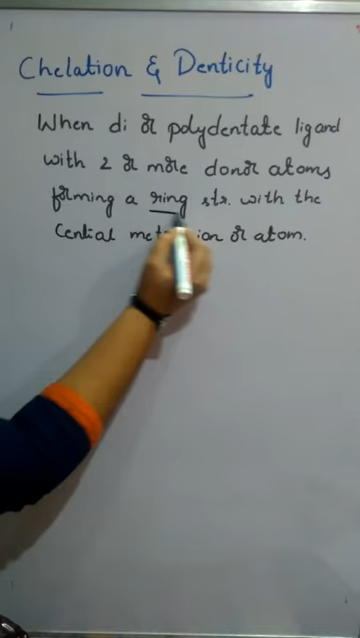 Chelation & Denticity
When di or polydentate ligand
with 2 or more donor atoms
forming a ring str. with the
Central ion or atom.